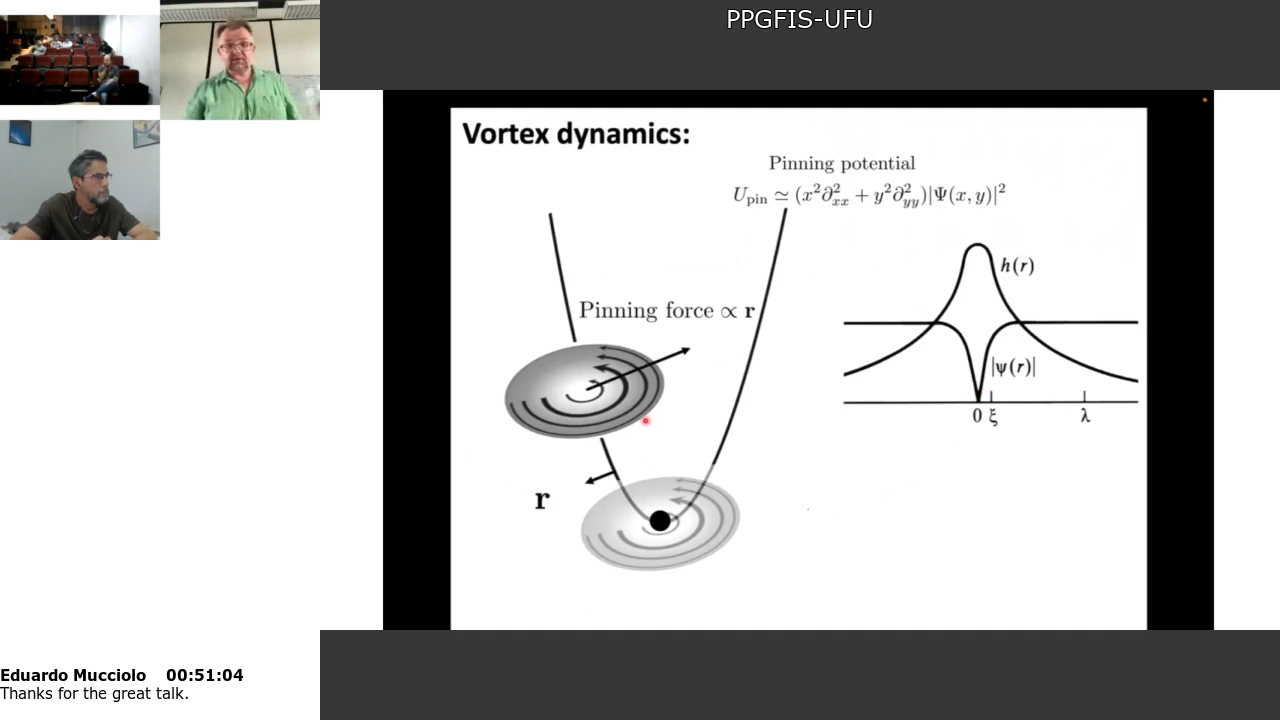 PPGFIS-UFU
Vortex dynamics:
Pinning potential
U_pin ≃ (x²∂²_xx + y²∂²_yy)|Ψ(x,y)|²
Pinning force ∝ r
h(r)
|ψ(r)|
0 ξ λ
r
Eduardo Mucciolo 00:51:04
Thanks for the great talk.